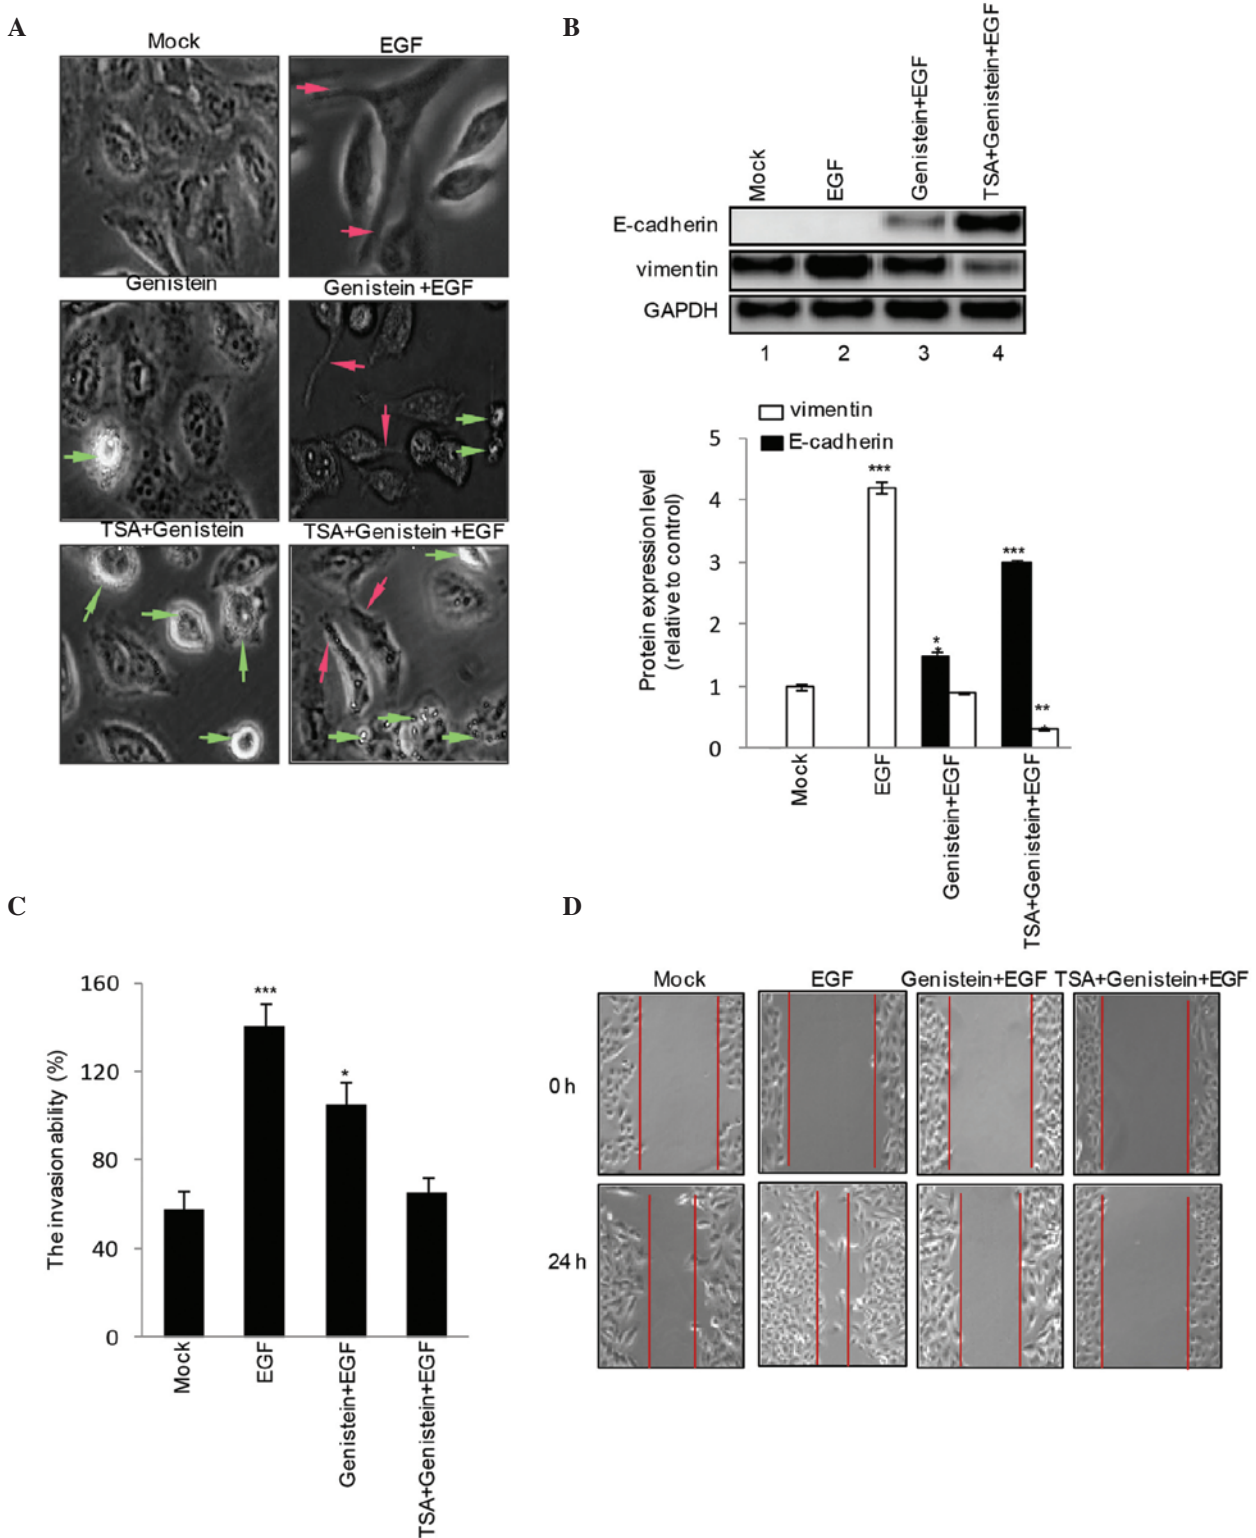 A
Mock
EGF
Genistein
Genistein +EGF
TSA+Genistein
TSA+Genistein +EGF
B
Mock
EGF
Genistein+EGF
TSA+Genistein+EGF
E-cadherin
vimentin
GAPDH
1 2 3 4
vimentin
E-cadherin
Protein expression level
(relative to control)
5
4
3
2
1
0
***
*
*
***
**
*
Mock
EGF
Genistein+EGF
TSA+Genistein+EGF
C
The invasion ability (%)
160
120
80
40
0
***
*
Mock
EGF
Genistein+EGF
TSA+Genistein+EGF
D
Mock
EGF
Genistein+EGF
TSA+Genistein+EGF
0 h
24 h